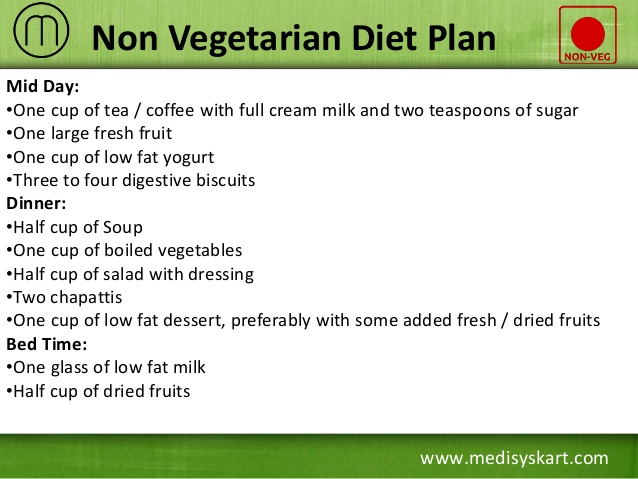 Non Vegetarian Diet Plan
NON-VEG
Mid Day:
•One cup of tea / coffee with full cream milk and two teaspoons of sugar
•One large fresh fruit
•One cup of low fat yogurt
•Three to four digestive biscuits
Dinner:
•Half cup of Soup
•One cup of boiled vegetables
•Half cup of salad with dressing
•Two chapattis
•One cup of low fat dessert, preferably with some added fresh / dried fruits
Bed Time:
•One glass of low fat milk
•Half cup of dried fruits
www.medisyskart.com